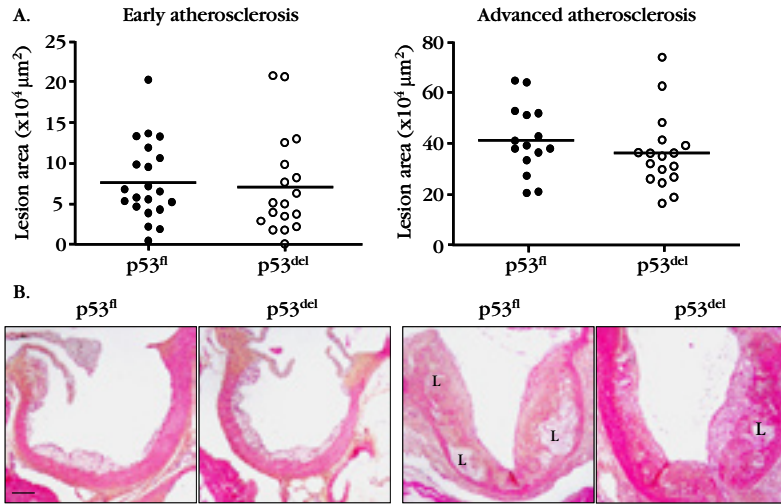 A.
Early atherosclerosis
Advanced atherosclerosis
Lesion area (x10⁴ µm²)
25
20
15
10
5
0
p53ᶠˡ
p53ᵈᵉˡ
Lesion area (x10⁴ µm²)
80
60
40
20
0
p53ᶠˡ
p53ᵈᵉˡ
B.
p53ᶠˡ
p53ᵈᵉˡ
p53ᶠˡ
p53ᵈᵉˡ
L
L
L
L